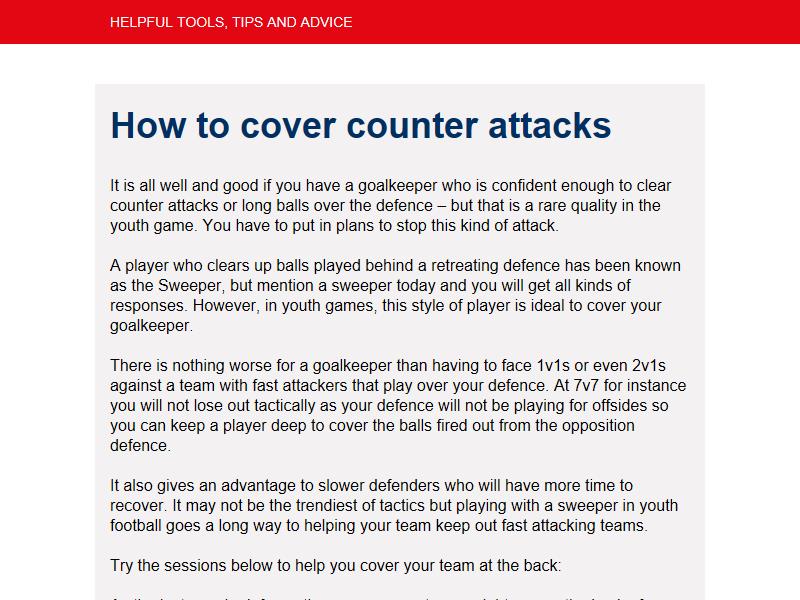 HELPFUL TOOLS, TIPS AND ADVICE
How to cover counter attacks
It is all well and good if you have a goalkeeper who is confident enough to clear
counter attacks or long balls over the defence – but that is a rare quality in the
youth game. You have to put in plans to stop this kind of attack.
A player who clears up balls played behind a retreating defence has been known
as the Sweeper, but mention a sweeper today and you will get all kinds of
responses. However, in youth games, this style of player is ideal to cover your
goalkeeper.
There is nothing worse for a goalkeeper than having to face 1v1s or even 2v1s
against a team with fast attackers that play over your defence. At 7v7 for instance
you will not lose out tactically as your defence will not be playing for offsides so
you can keep a player deep to cover the balls fired out from the opposition
defence.
It also gives an advantage to slower defenders who will have more time to
recover. It may not be the trendiest of tactics but playing with a sweeper in youth
football goes a long way to helping your team keep out fast attacking teams.
Try the sessions below to help you cover your team at the back: